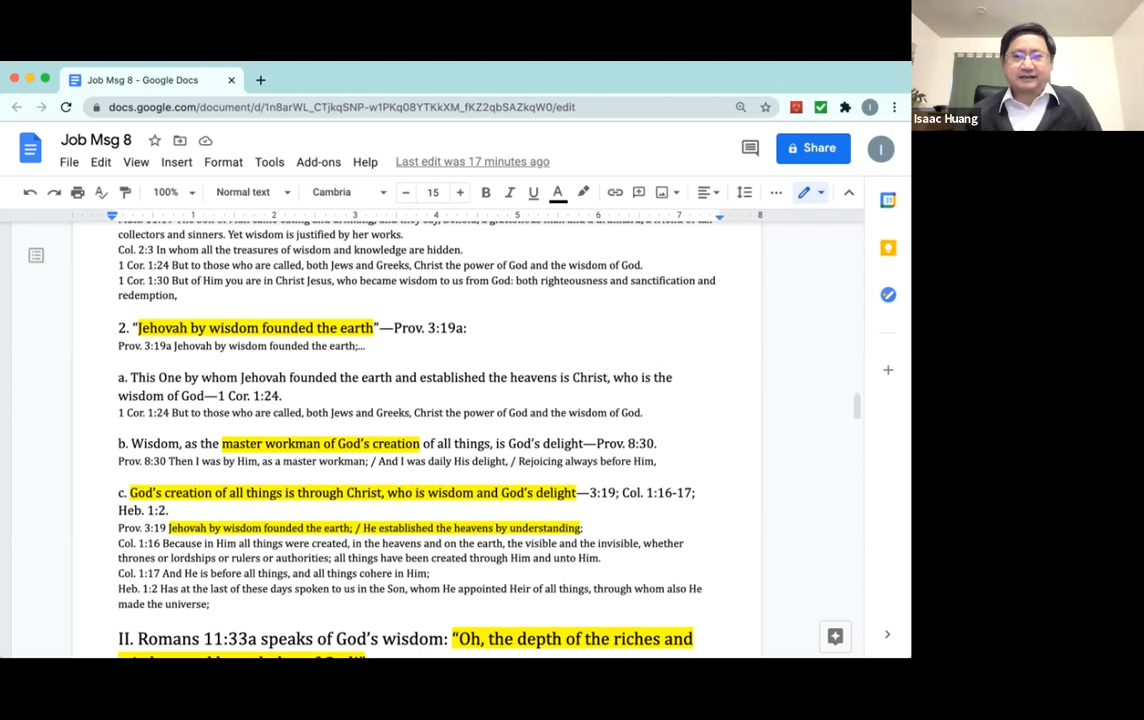 Job Msg 8 - Google Docs
docs.google.com/document/d/1n8arWL_CTjkqSNP-w1PKq08YTKkXM_fKZ2qbSAZkqW0/edit
Isaac Huang
Job Msg 8
Share
I
File Edit View Insert Format Tools Add-ons Help Last edit was 17 minutes ago
100% Normal text Cambria 15 B I U A
1 2 3 4 5 6 7 8
collectors and sinners. Yet wisdom is justified by her works.
Col. 2:3 In whom all the treasures of wisdom and knowledge are hidden.
1 Cor. 1:24 But to those who are called, both Jews and Greeks, Christ the power of God and the wisdom of God.
1 Cor. 1:30 But of Him you are in Christ Jesus, who became wisdom to us from God: both righteousness and sanctification and
redemption,
2. “Jehovah by wisdom founded the earth”—Prov. 3:19a:
Prov. 3:19a Jehovah by wisdom founded the earth;...
a. This One by whom Jehovah founded the earth and established the heavens is Christ, who is the
wisdom of God—1 Cor. 1:24.
1 Cor. 1:24 But to those who are called, both Jews and Greeks, Christ the power of God and the wisdom of God.
b. Wisdom, as the master workman of God’s creation of all things, is God’s delight—Prov. 8:30.
Prov. 8:30 Then I was by Him, as a master workman; / And I was daily His delight, / Rejoicing always before Him,
c. God’s creation of all things is through Christ, who is wisdom and God’s delight—3:19; Col. 1:16-17;
Heb. 1:2.
Prov. 3:19 Jehovah by wisdom founded the earth; / He established the heavens by understanding;
Col. 1:16 Because in Him all things were created, in the heavens and on the earth, the visible and the invisible, whether
thrones or lordships or rulers or authorities; all things have been created through Him and unto Him.
Col. 1:17 And He is before all things, and all things cohere in Him;
Heb. 1:2 Has at the last of these days spoken to us in the Son, whom He appointed Heir of all things, through whom also He
made the universe;
II. Romans 11:33a speaks of God’s wisdom: “Oh, the depth of the riches and